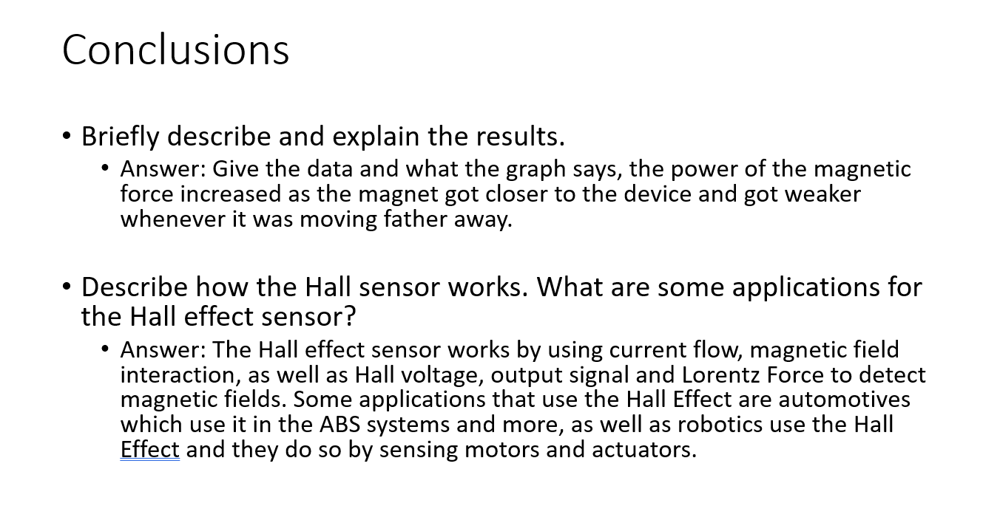 Conclusions
• Briefly describe and explain the results.
• Answer: Give the data and what the graph says, the power of the magnetic
force increased as the magnet got closer to the device and got weaker
whenever it was moving father away.
• Describe how the Hall sensor works. What are some applications for
the Hall effect sensor?
• Answer: The Hall effect sensor works by using current flow, magnetic field
interaction, as well as Hall voltage, output signal and Lorentz Force to detect
magnetic fields. Some applications that use the Hall Effect are automotives
which use it in the ABS systems and more, as well as robotics use the Hall
Effect and they do so by sensing motors and actuators.